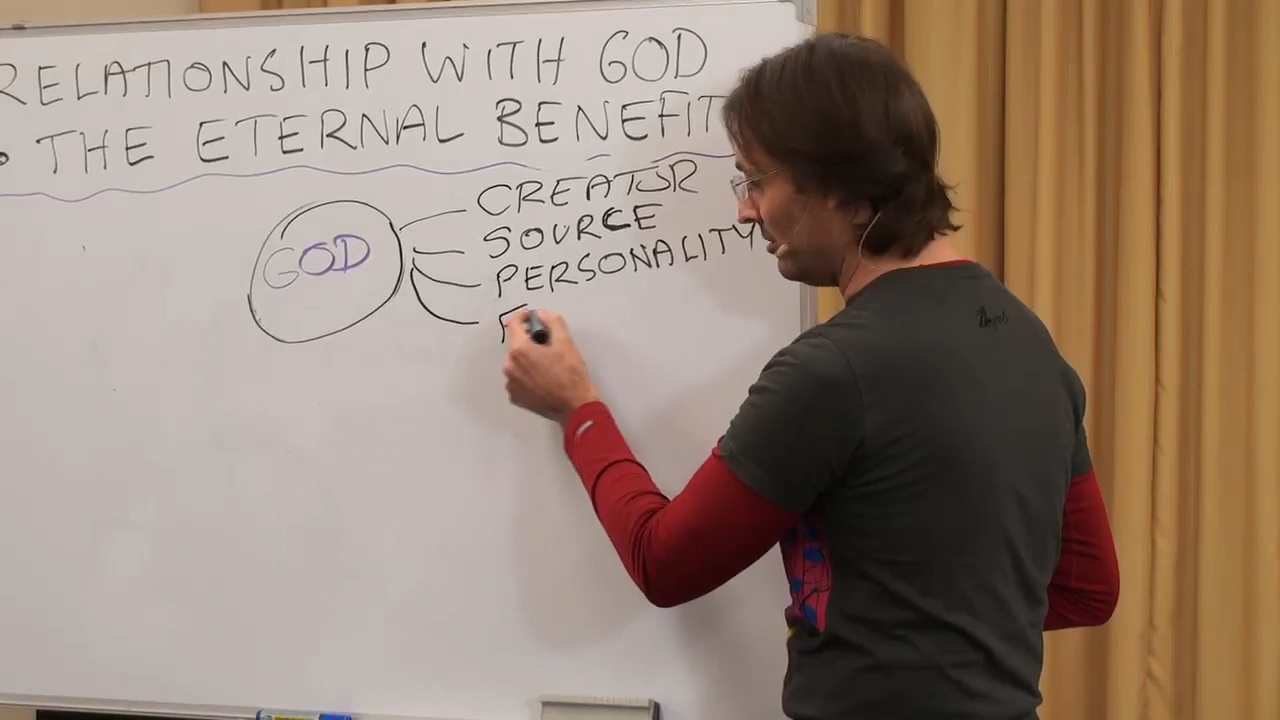 RELATIONSHIP WITH GOD
• THE ETERNAL BENEFIT
GOD
CREATOR
SOURCE
PERSONALITY
F